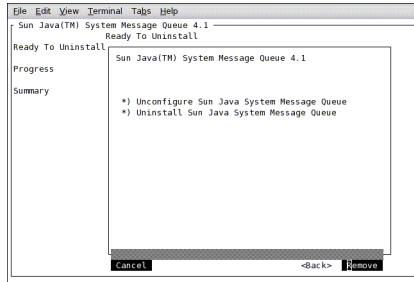 File Edit View Terminal Tabs Help
Sun Java(TM) System Message Queue 4.1
Ready To Uninstall
Ready To Uninstall
Progress
Summary
Sun Java(TM) System Message Queue 4.1
*) Unconfigure Sun Java System Message Queue
*) Uninstall Sun Java System Message Queue
Cancel <Back> Remove